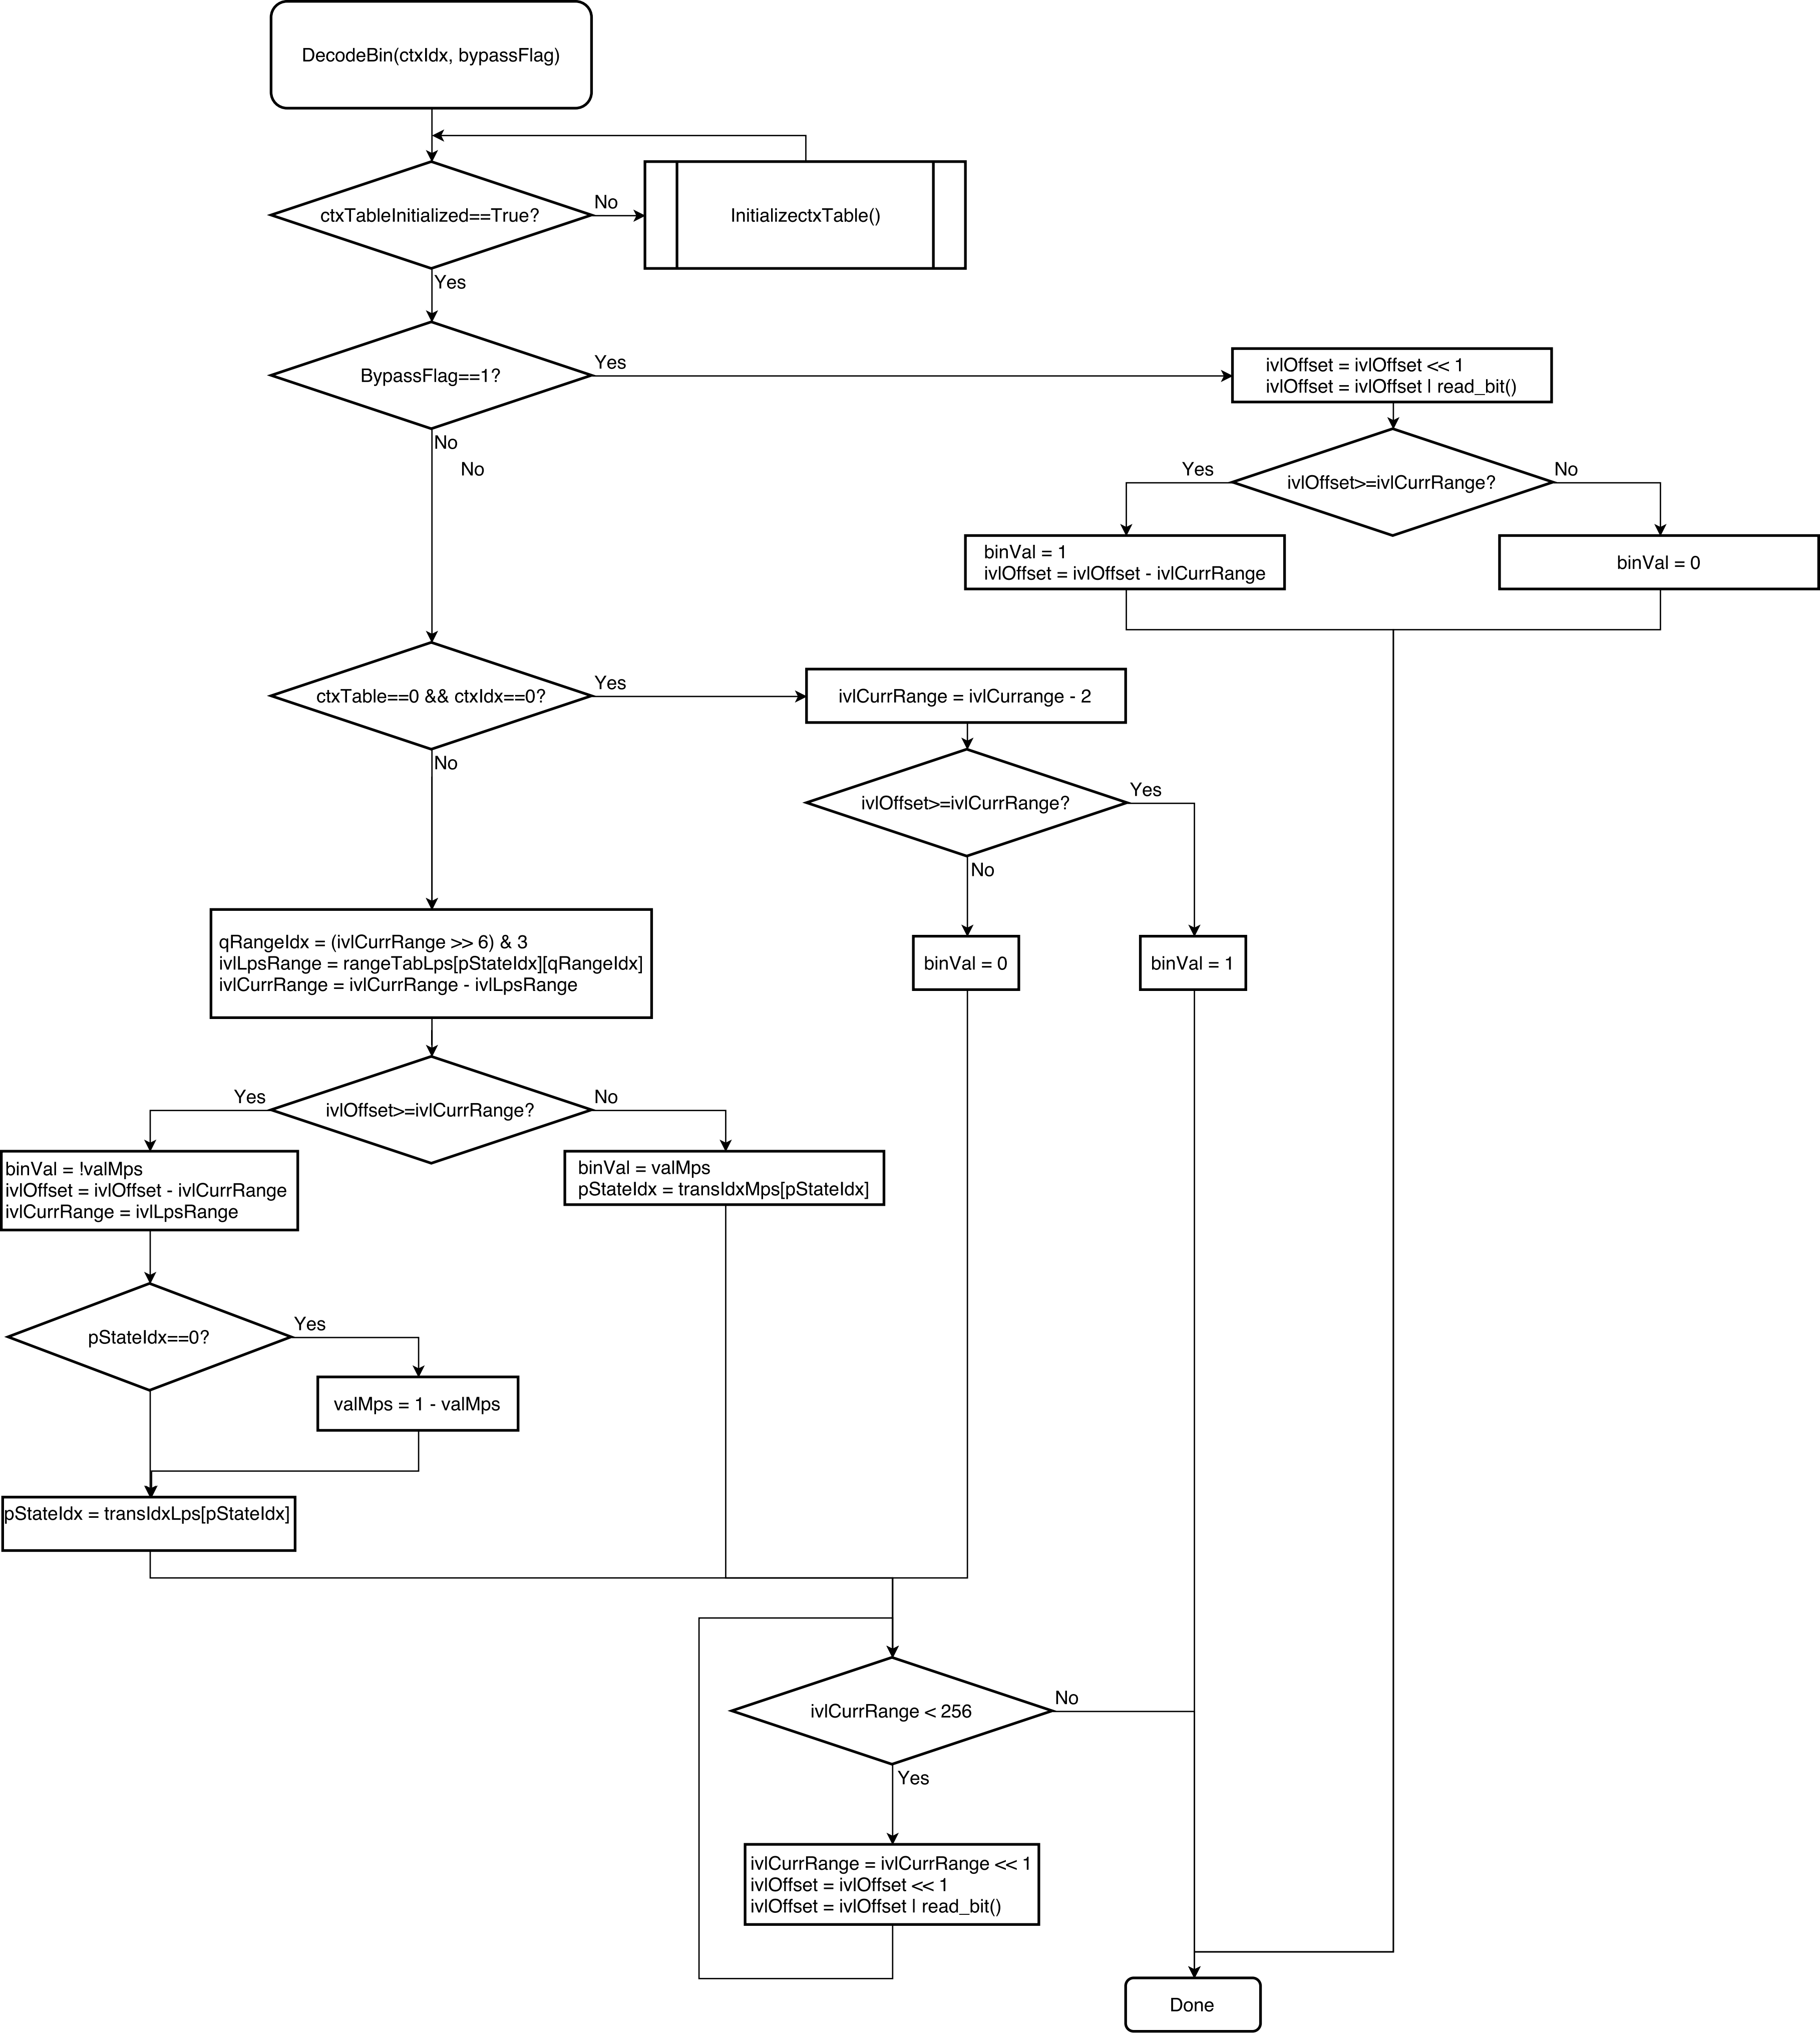 DecodeBin(ctxIdx, bypassFlag)
ctxTableInitialized==True?
No
InitializectxTable()
Yes
BypassFlag==1?
Yes
ivlOffset = ivlOffset << 1
ivlOffset = ivlOffset | read_bit()
No
No
Yes
ivlOffset>=ivlCurrRange?
No
binVal = 1
ivlOffset = ivlOffset - ivlCurrRange
binVal = 0
ctxTable==0 && ctxIdx==0?
Yes
ivlCurrRange = ivlCurrange - 2
No
ivlOffset>=ivlCurrRange?
Yes
No
binVal = 0
binVal = 1
qRangeIdx = (ivlCurrRange >> 6) & 3
ivlLpsRange = rangeTabLps[pStateIdx][qRangeIdx]
ivlCurrRange = ivlCurrRange - ivlLpsRange
Yes
ivlOffset>=ivlCurrRange?
No
binVal = !valMps
ivlOffset = ivlOffset - ivlCurrRange
ivlCurrRange = ivlLpsRange
binVal = valMps
pStateIdx = transIdxMps[pStateIdx]
pStateIdx==0?
Yes
valMps = 1 - valMps
pStateIdx = transIdxLps[pStateIdx]
ivlCurrRange < 256
No
Yes
ivlCurrRange = ivlCurrRange << 1
ivlOffset = ivlOffset << 1
ivlOffset = ivlOffset | read_bit()
Done